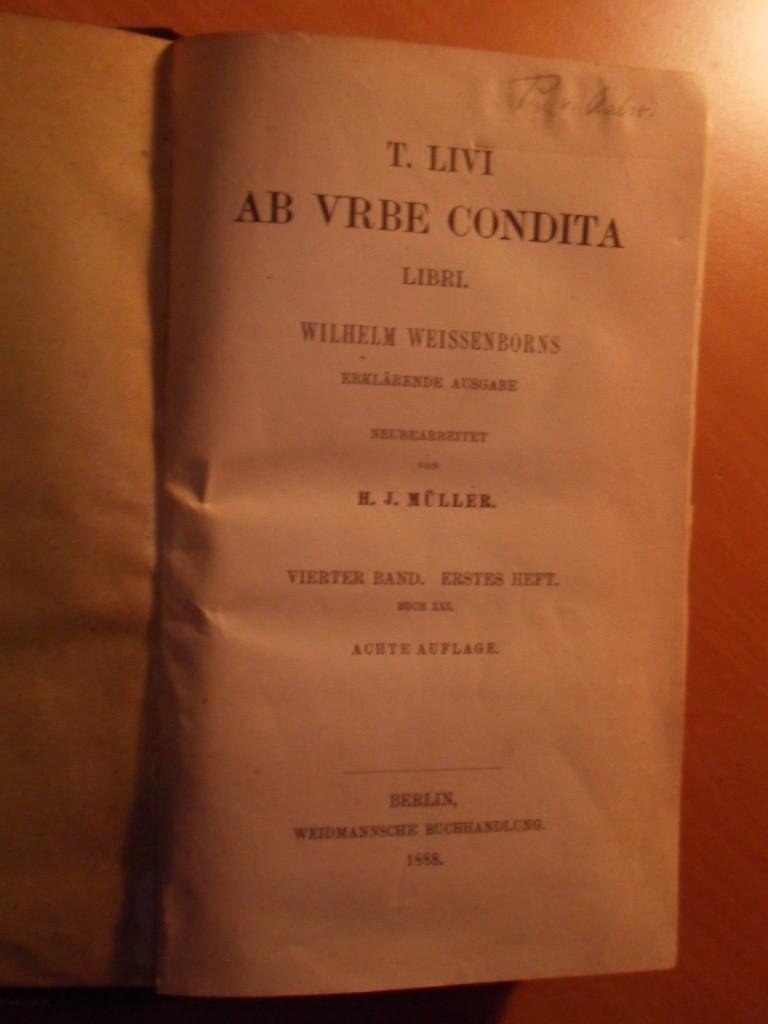 T. LIVI
AB VRBE CONDITA
LIBRI.
WILHELM WEISSENBORNS
ERKLÄRENDE AUSGABE
NEUBEARBEITET
VON
H. J. MÜLLER.
VIERTER BAND. ERSTES HEFT.
BUCH XXI.
ACHTE AUFLAGE.
BERLIN,
WEIDMANNSCHE BUCHHANDLUNG.
1888.